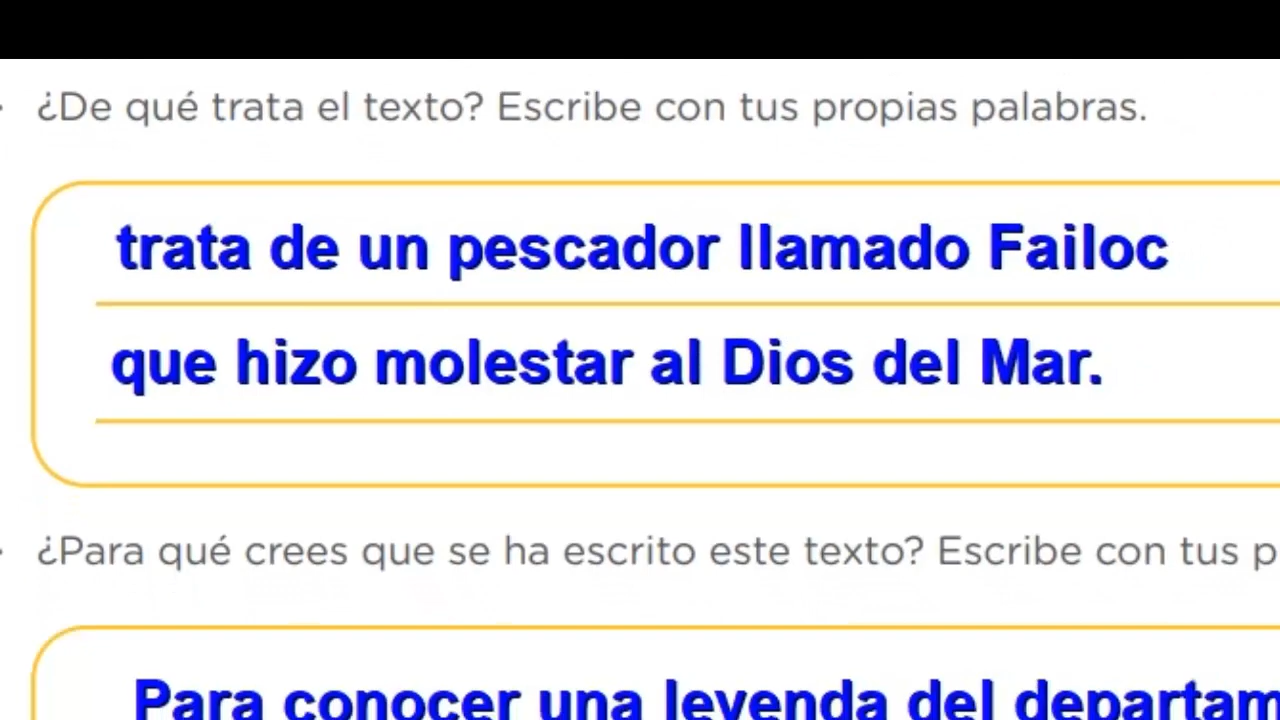 ¿De qué trata el texto? Escribe con tus propias palabras.
trata de un pescador llamado Failoc
que hizo molestar al Dios del Mar.
¿Para qué crees que se ha escrito este texto? Escribe con tus
Para conocer una leyenda del